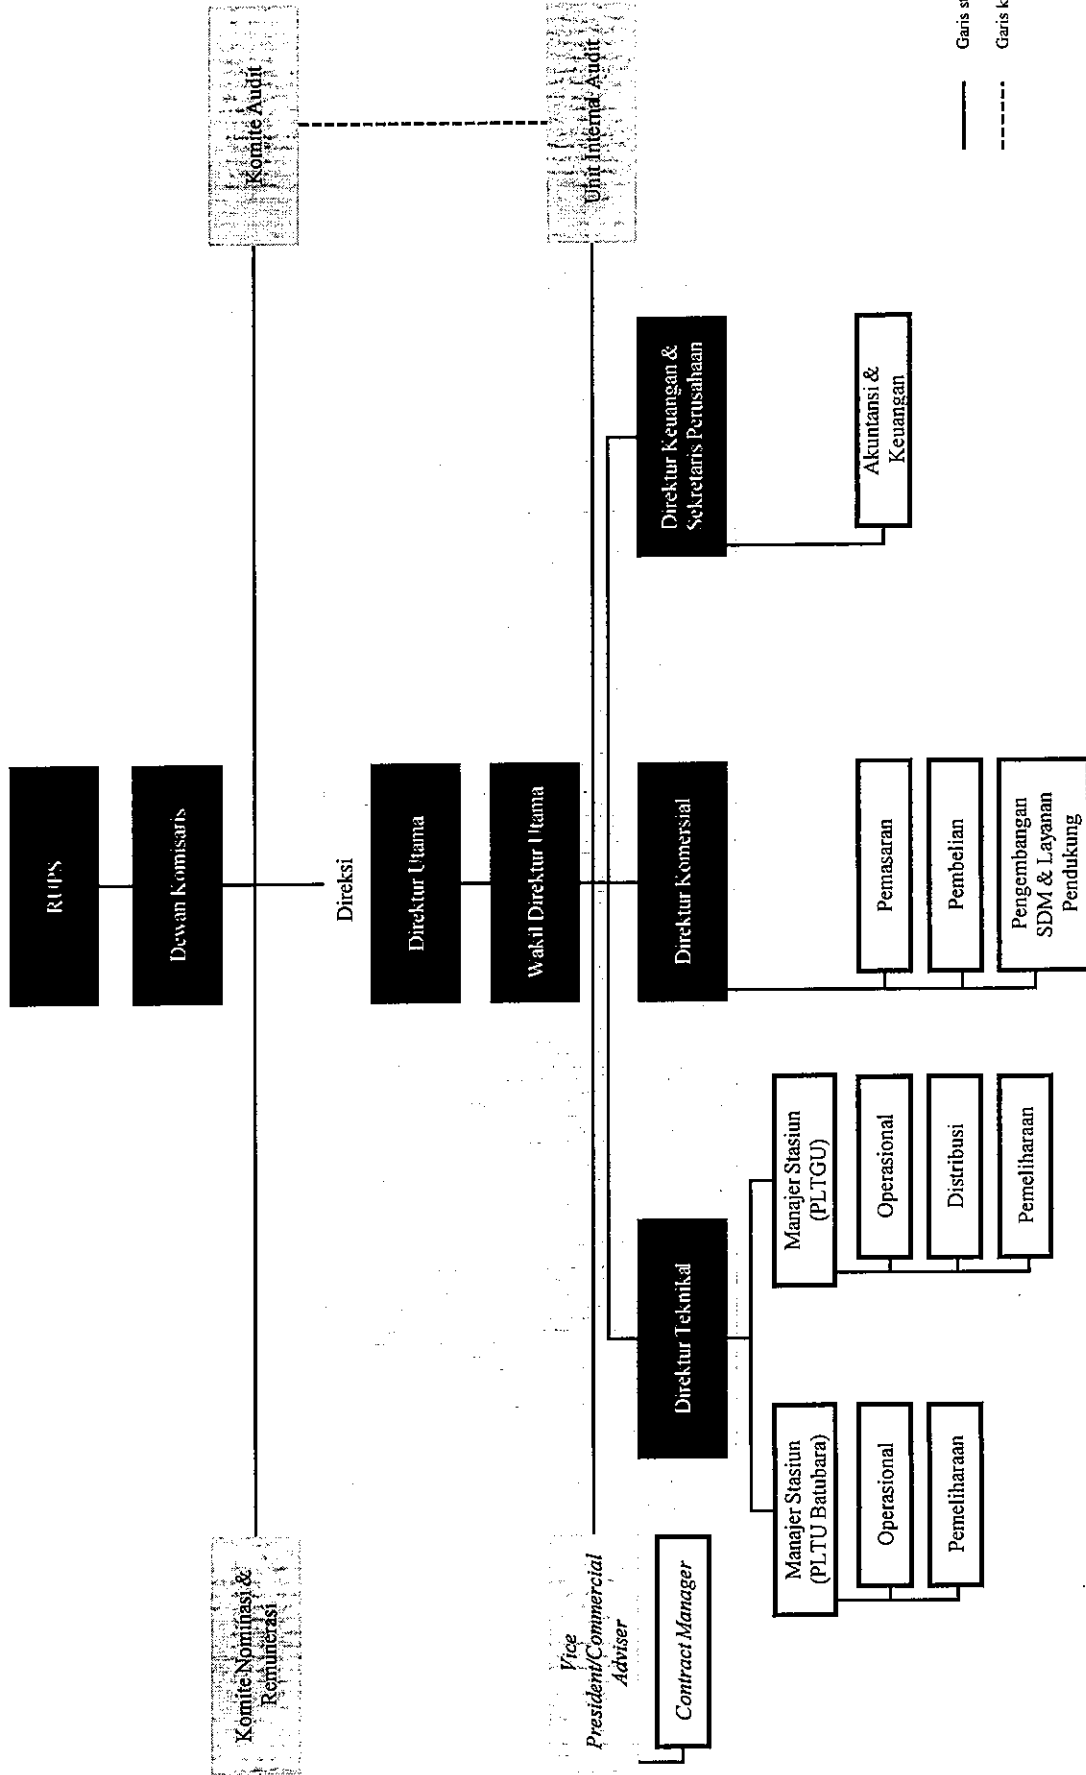 RUPS
Dewan Komisaris
Komite Nominasi &
Remunerasi
Komite Audit
Direksi
Direktur Utama
Wakil Direktur Utama
Vice
President/Commercial
Adviser
Unit Internal Audit
Contract Manager
Direktur Teknikal
Direktur Komersial
Direktur Keuangan &
Sekretaris Perusahaan
Manajer Stasiun
(PLTU Batubara)
Operasional
Pemeliharaan
Manajer Stasiun
(PLTGU)
Operasional
Distribusi
Pemeliharaan
Pemasaran
Pembelian
Pengembangan
SDM & Layanan
Pendukung
Akuntansi &
Keuangan
Garis
Garis